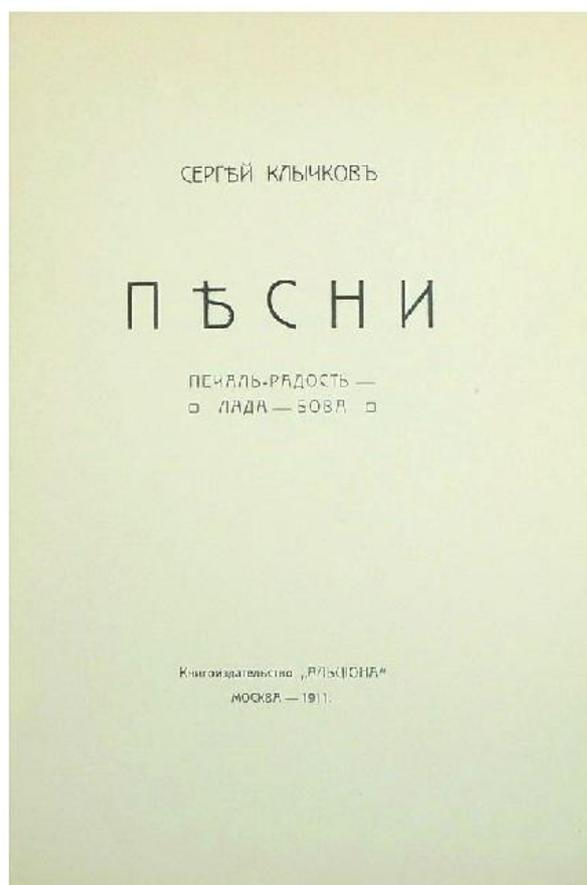 СЕРГѢЙ КЛЫЧКОВЪ
ПѢСНИ
ПЕЧАЛЬ-РАДОСТЬ —
ЛАДА — БОВА
Книгоиздательство „АЛЬЦІОНА“
МОСКВА — 1911.